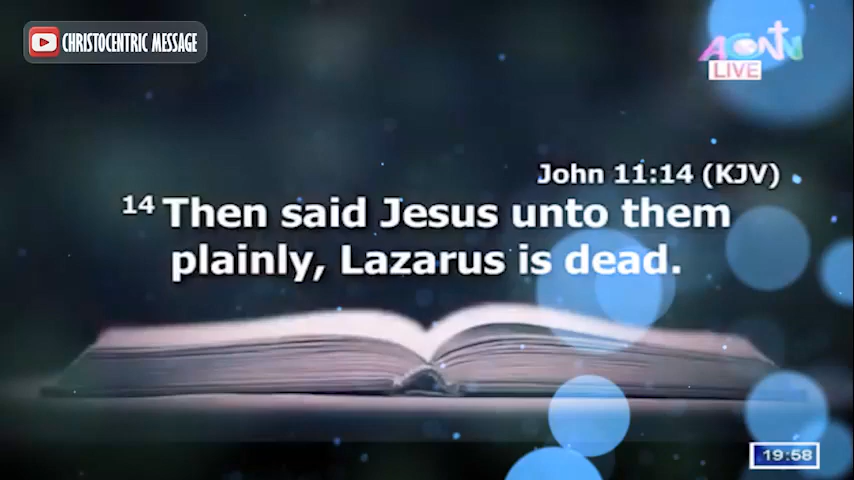 CHRISTOCENTRIC MESSAGE
AGNN
LIVE
John 11:14 (KJV)
14 Then said Jesus unto them
plainly, Lazarus is dead.
19:58